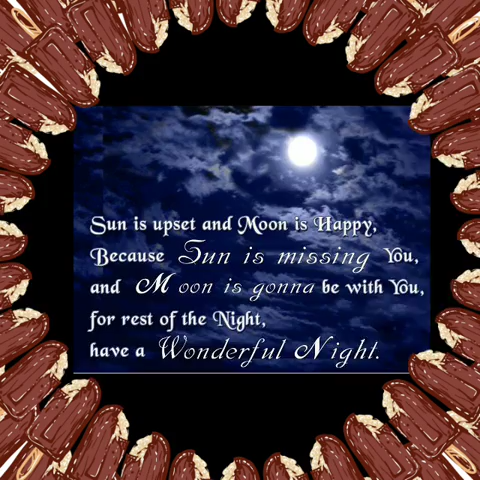 Sun is upset and Moon is Happy,
Because Sun is missing You,
and Moon is gonna be with You,
for rest of the Night,
have a Wonderful Night.